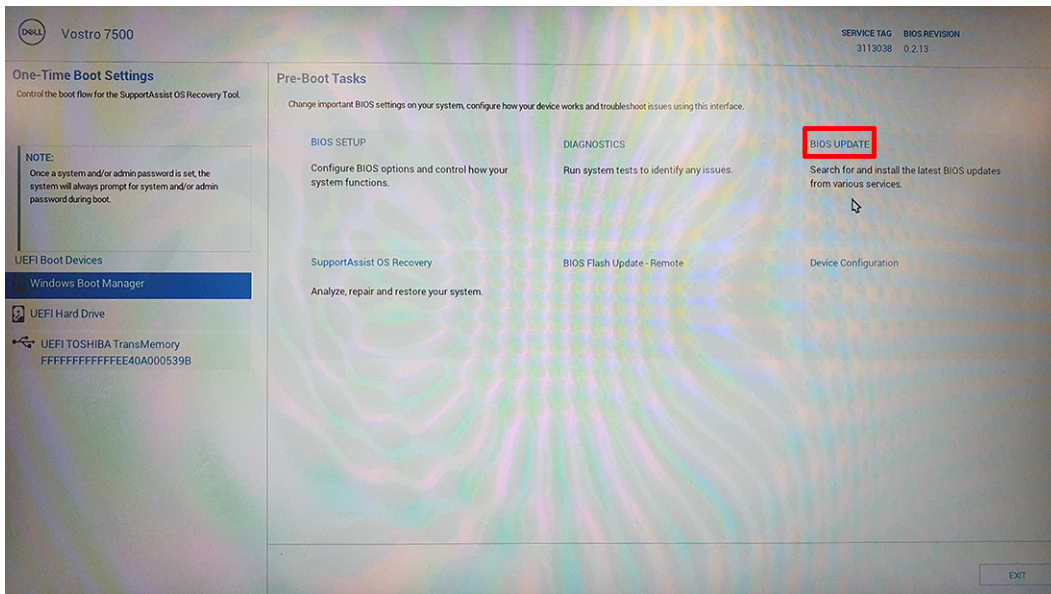 DELL
Vostro 7500
SERVICE TAG BIOS REVISION
3113038 0.2.13
One-Time Boot Settings
Control the boot flow for the SupportAssist OS Recovery Tool.
NOTE:
Once a system and/or admin password is set, the
system will always prompt for system and/or admin
password during boot.
UEFI Boot Devices
Windows Boot Manager
UEFI Hard Drive
UEFI TOSHIBA TransMemory
FFFFFFFFFFFFEE40A000539B
Pre-Boot Tasks
Change important BIOS settings on your system, configure how your device works and troubleshoot issues using this interface.
BIOS SETUP
Configure BIOS options and control how your
system functions.
DIAGNOSTICS
Run system tests to identify any issues.
BIOS UPDATE
Search for and install the latest BIOS updates
from various services.
SupportAssist OS Recovery
Analyze, repair and restore your system.
BIOS Flash Update - Remote
Device Configuration
EXIT